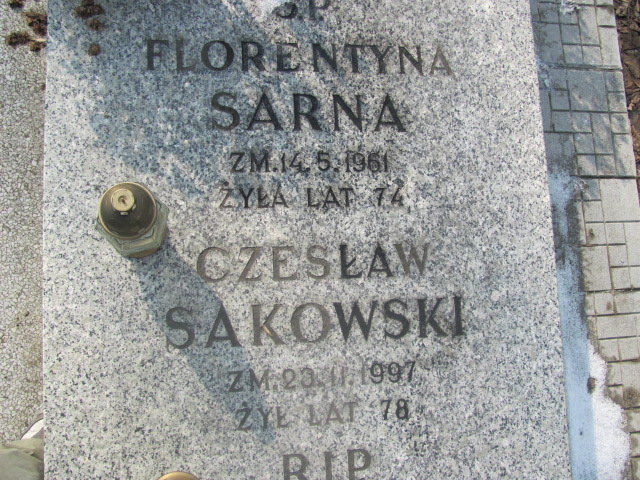 Ś.P.
FLORENTYNA
SARNA
ZM.14.5.1961
ŻYŁA LAT 74
CZESŁAW
SAKOWSKI
ZM.23.11.1997
ŻYŁ LAT 78
RIP